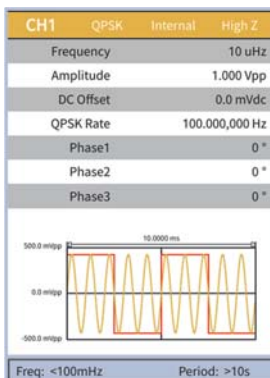 CH1 QPSK Internal High Z
Frequency 10 uHz
Amplitude 1.000 Vpp
DC Offset 0.0 mVdc
QPSK Rate 100.000,000 Hz
Phase1 0 °
Phase2 0 °
Phase3 0 °
10.0000 ms
500.0 mVpp
0.0 mVpp
-500.0 mVpp
Freq: <100mHz Period: >10s